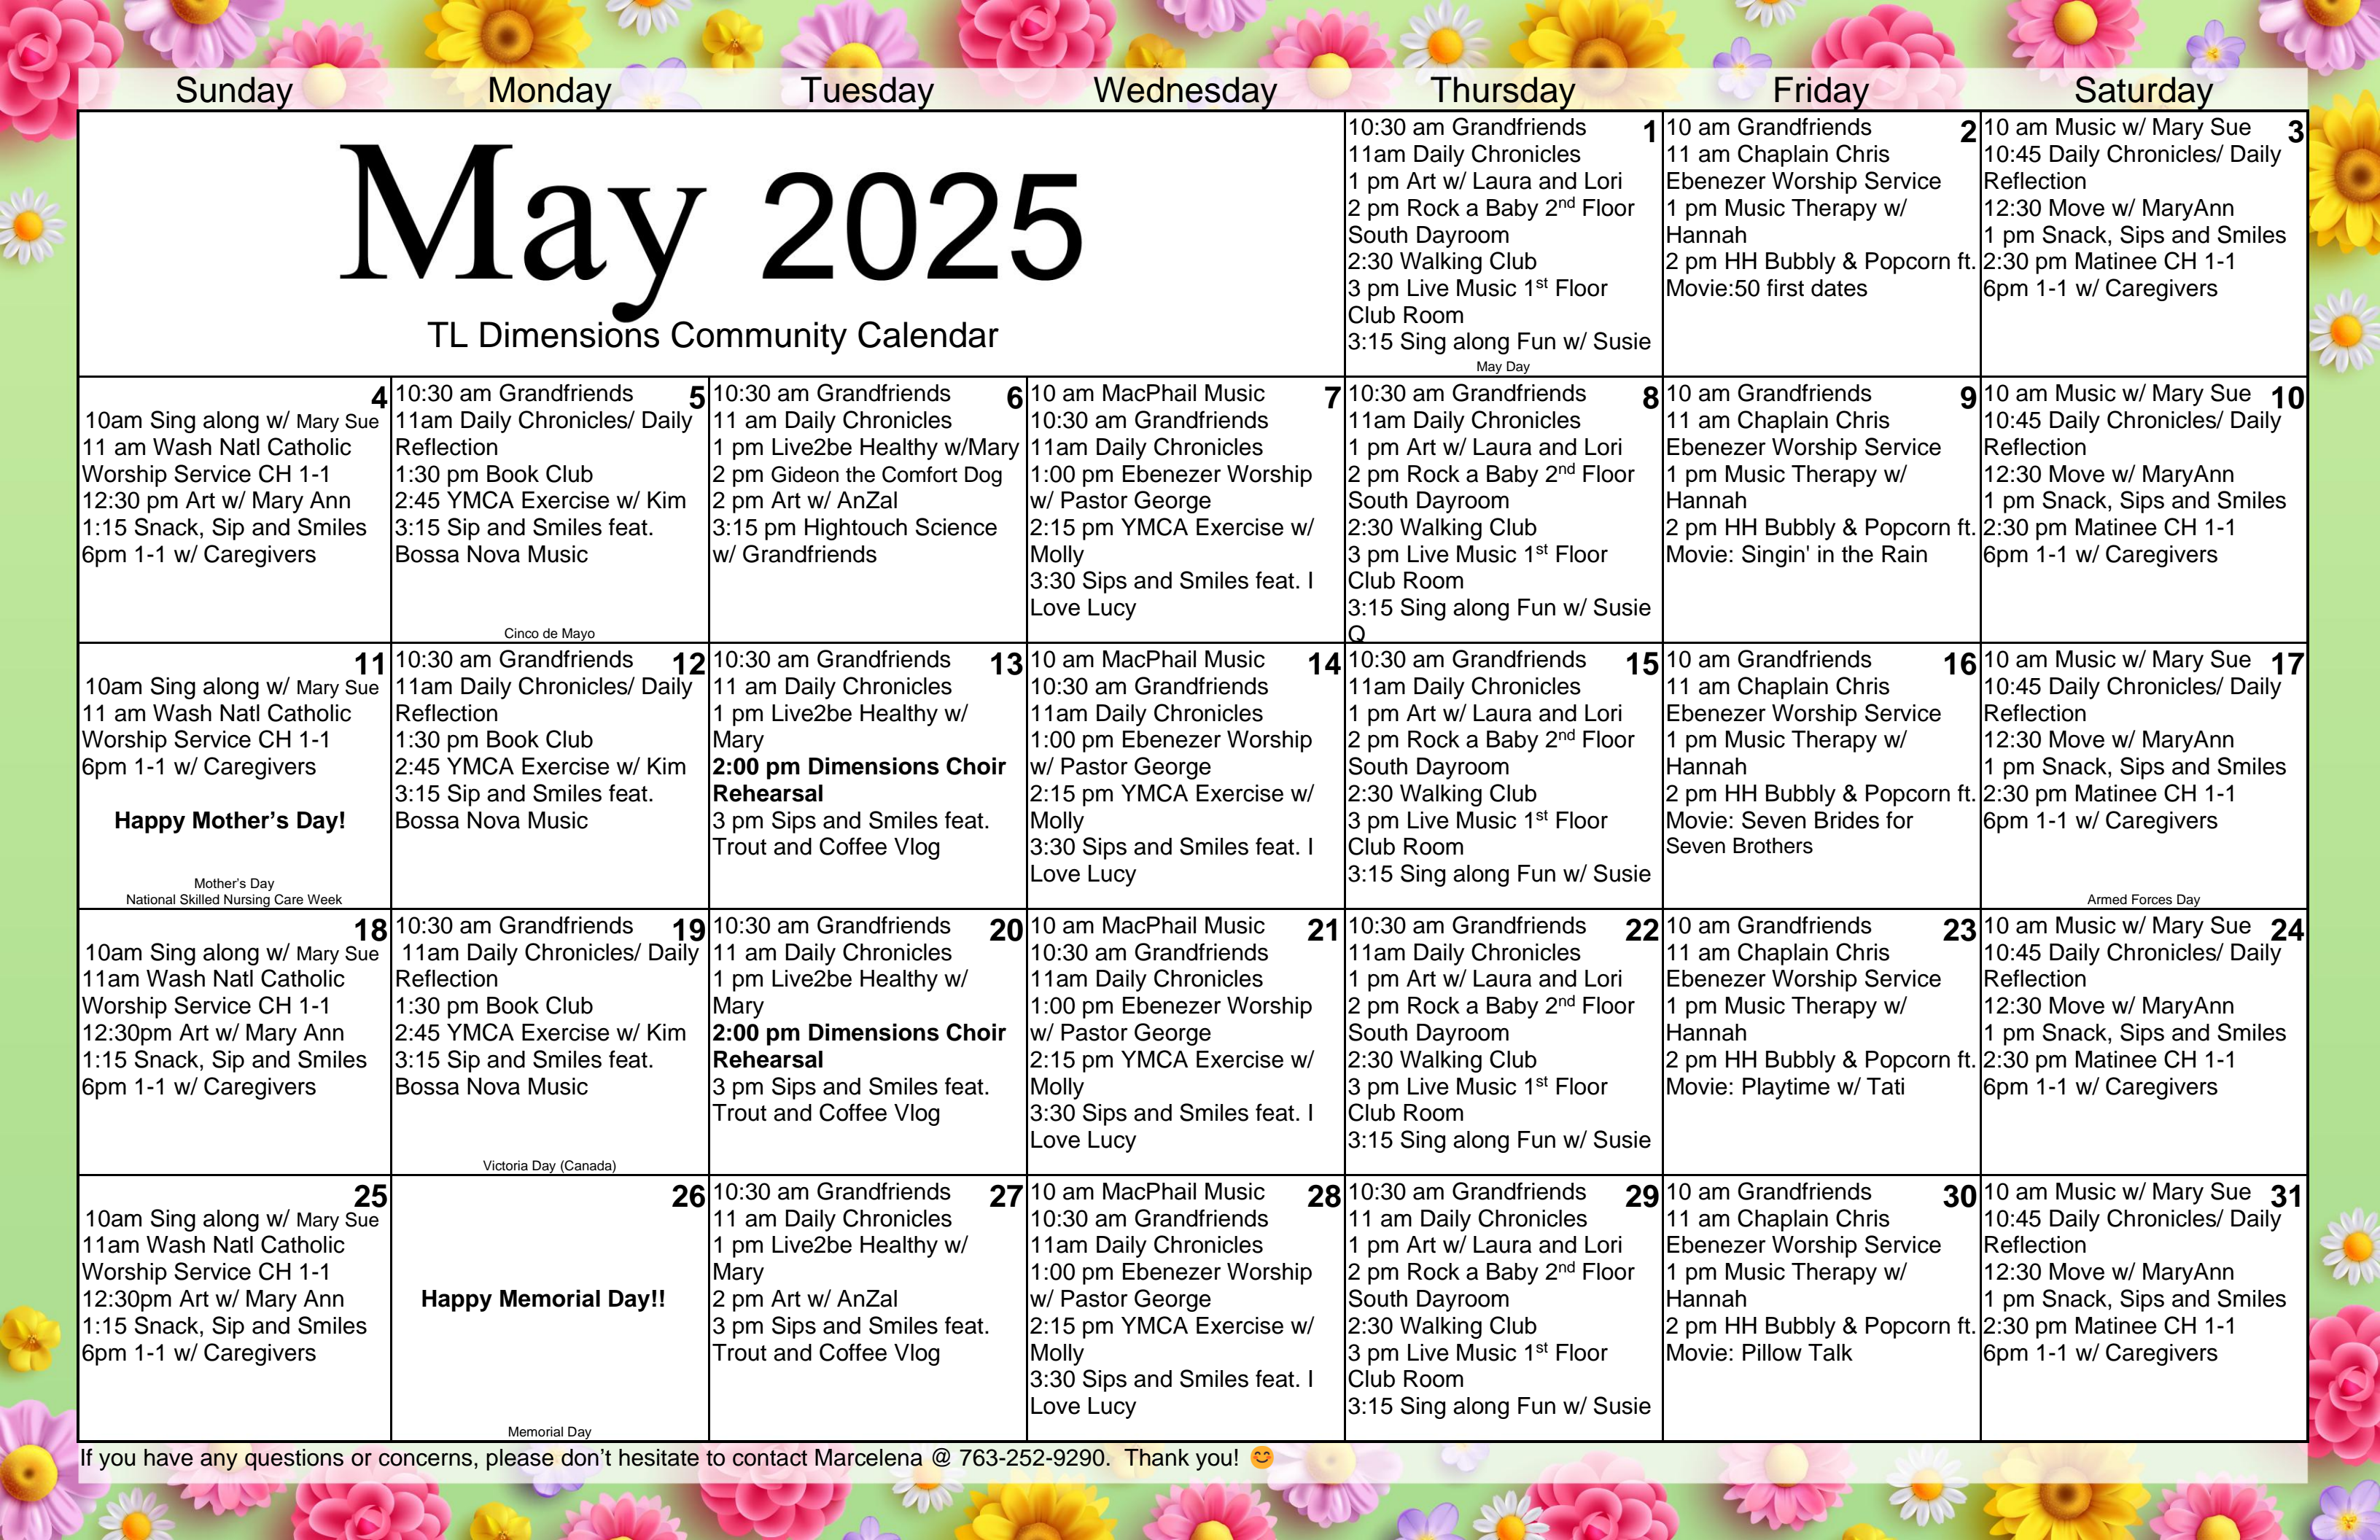 Sunday Monday Tuesday Wednesday Thursday Friday Saturday
May 2025
TL Dimensions Community Calendar
1
10:30 am Grandfriends
11am Daily Chronicles
1 pm Art w/ Laura and Lori
2 pm Rock a Baby 2nd Floor
South Dayroom
2:30 Walking Club
3 pm Live Music 1st Floor
Club Room
3:15 Sing along Fun w/ Susie
May Day
2
10 am Grandfriends
11 am Chaplain Chris
Ebenezer Worship Service
1 pm Music Therapy w/
Hannah
2 pm HH Bubbly & Popcorn ft.
Movie:50 first dates
3
10 am Music w/ Mary Sue
10:45 Daily Chronicles/ Daily
Reflection
12:30 Move w/ MaryAnn
1 pm Snack, Sips and Smiles
2:30 pm Matinee CH 1-1
6pm 1-1 w/ Caregivers
4
10am Sing along w/ Mary Sue
11 am Wash Natl Catholic
Worship Service CH 1-1
12:30 pm Art w/ Mary Ann
1:15 Snack, Sip and Smiles
6pm 1-1 w/ Caregivers
5
10:30 am Grandfriends
11am Daily Chronicles/ Daily
Reflection
1:30 pm Book Club
2:45 YMCA Exercise w/ Kim
3:15 Sip and Smiles feat.
Bossa Nova Music
Cinco de Mayo
6
10:30 am Grandfriends
11 am Daily Chronicles
1 pm Live2be Healthy w/Mary
2 pm Gideon the Comfort Dog
2 pm Art w/ AnZal
3:15 pm Hightouch Science
w/ Grandfriends
7
10 am MacPhail Music
10:30 am Grandfriends
11am Daily Chronicles
1:00 pm Ebenezer Worship
w/ Pastor George
2:15 pm YMCA Exercise w/
Molly
3:30 Sips and Smiles feat. I
Love Lucy
8
10:30 am Grandfriends
11am Daily Chronicles
1 pm Art w/ Laura and Lori
2 pm Rock a Baby 2nd Floor
South Dayroom
2:30 Walking Club
3 pm Live Music 1st Floor
Club Room
3:15 Sing along Fun w/ Susie
Q
9
10 am Grandfriends
11 am Chaplain Chris
Ebenezer Worship Service
1 pm Music Therapy w/
Hannah
2 pm HH Bubbly & Popcorn ft.
Movie: Singin' in the Rain
10
10 am Music w/ Mary Sue
10:45 Daily Chronicles/ Daily
Reflection
12:30 Move w/ MaryAnn
1 pm Snack, Sips and Smiles
2:30 pm Matinee CH 1-1
6pm 1-1 w/ Caregivers
11
10am Sing along w/ Mary Sue
11 am Wash Natl Catholic
Worship Service CH 1-1
6pm 1-1 w/ Caregivers
Happy Mother’s Day!
Mother’s Day
National Skilled Nursing Care Week
12
10:30 am Grandfriends
11am Daily Chronicles/ Daily
Reflection
1:30 pm Book Club
2:45 YMCA Exercise w/ Kim
3:15 Sip and Smiles feat.
Bossa Nova Music
13
10:30 am Grandfriends
11 am Daily Chronicles
1 pm Live2be Healthy w/
Mary
2:00 pm Dimensions Choir
Rehearsal
3 pm Sips and Smiles feat.
Trout and Coffee Vlog
14
10 am MacPhail Music
10:30 am Grandfriends
11am Daily Chronicles
1:00 pm Ebenezer Worship
w/ Pastor George
2:15 pm YMCA Exercise w/
Molly
3:30 Sips and Smiles feat. I
Love Lucy
15
10:30 am Grandfriends
11am Daily Chronicles
1 pm Art w/ Laura and Lori
2 pm Rock a Baby 2nd Floor
South Dayroom
2:30 Walking Club
3 pm Live Music 1st Floor
Club Room
3:15 Sing along Fun w/ Susie
16
10 am Grandfriends
11 am Chaplain Chris
Ebenezer Worship Service
1 pm Music Therapy w/
Hannah
2 pm HH Bubbly & Popcorn ft.
Movie: Seven Brides for
Seven Brothers
17
10 am Music w/ Mary Sue
10:45 Daily Chronicles/ Daily
Reflection
12:30 Move w/ MaryAnn
1 pm Snack, Sips and Smiles
2:30 pm Matinee CH 1-1
6pm 1-1 w/ Caregivers
Armed Forces Day
18
10am Sing along w/ Mary Sue
11am Wash Natl Catholic
Worship Service CH 1-1
12:30pm Art w/ Mary Ann
1:15 Snack, Sip and Smiles
6pm 1-1 w/ Caregivers
19
10:30 am Grandfriends
11am Daily Chronicles/ Daily
Reflection
1:30 pm Book Club
2:45 YMCA Exercise w/ Kim
3:15 Sip and Smiles feat.
Bossa Nova Music
Victoria Day (Canada)
20
10:30 am Grandfriends
11 am Daily Chronicles
1 pm Live2be Healthy w/
Mary
2:00 pm Dimensions Choir
Rehearsal
3 pm Sips and Smiles feat.
Trout and Coffee Vlog
21
10 am MacPhail Music
10:30 am Grandfriends
11am Daily Chronicles
1:00 pm Ebenezer Worship
w/ Pastor George
2:15 pm YMCA Exercise w/
Molly
3:30 Sips and Smiles feat. I
Love Lucy
22
10:30 am Grandfriends
11am Daily Chronicles
1 pm Art w/ Laura and Lori
2 pm Rock a Baby 2nd Floor
South Dayroom
2:30 Walking Club
3 pm Live Music 1st Floor
Club Room
3:15 Sing along Fun w/ Susie
23
10 am Grandfriends
11 am Chaplain Chris
Ebenezer Worship Service
1 pm Music Therapy w/
Hannah
2 pm HH Bubbly & Popcorn ft.
Movie: Playtime w/ Tati
24
10 am Music w/ Mary Sue
10:45 Daily Chronicles/ Daily
Reflection
12:30 Move w/ MaryAnn
1 pm Snack, Sips and Smiles
2:30 pm Matinee CH 1-1
6pm 1-1 w/ Caregivers
25
10am Sing along w/ Mary Sue
11am Wash Natl Catholic
Worship Service CH 1-1
12:30pm Art w/ Mary Ann
1:15 Snack, Sip and Smiles
6pm 1-1 w/ Caregivers
26
Happy Memorial Day!!
Memorial Day
27
10:30 am Grandfriends
11 am Daily Chronicles
1 pm Live2be Healthy w/
Mary
2 pm Art w/ AnZal
3 pm Sips and Smiles feat.
Trout and Coffee Vlog
28
10 am MacPhail Music
10:30 am Grandfriends
11am Daily Chronicles
1:00 pm Ebenezer Worship
w/ Pastor George
2:15 pm YMCA Exercise w/
Molly
3:30 Sips and Smiles feat. I
Love Lucy
29
10:30 am Grandfriends
11 am Daily Chronicles
1 pm Art w/ Laura and Lori
2 pm Rock a Baby 2nd Floor
South Dayroom
2:30 Walking Club
3 pm Live Music 1st Floor
Club Room
3:15 Sing along Fun w/ Susie
30
10 am Grandfriends
11 am Chaplain Chris
Ebenezer Worship Service
1 pm Music Therapy w/
Hannah
2 pm HH Bubbly & Popcorn ft.
Movie: Pillow Talk
31
10 am Music w/ Mary Sue
10:45 Daily Chronicles/ Daily
Reflection
12:30 Move w/ MaryAnn
1 pm Snack, Sips and Smiles
2:30 pm Matinee CH 1-1
6pm 1-1 w/ Caregivers
If you have any questions or concerns, please don’t hesitate to contact Marcelena @ 763-252-9290. Thank you! 😊